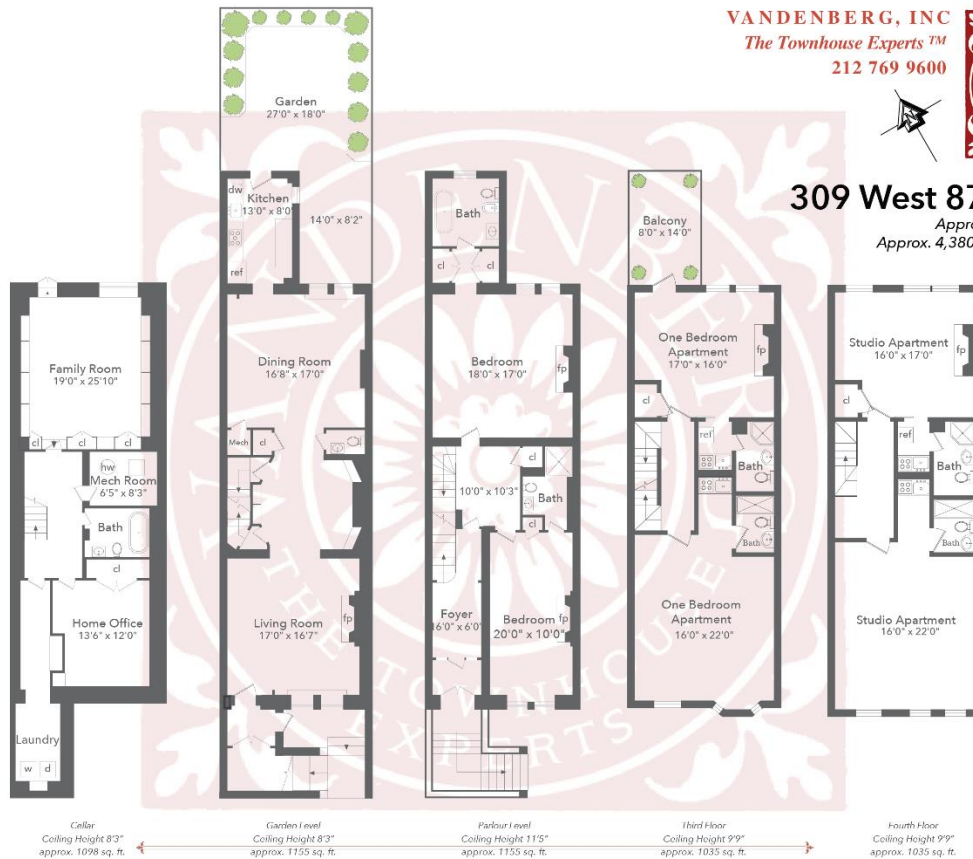 VANDENBERG, INC
The Townhouse Experts ™
212 769 9600
N
309 West 87
Appro
Approx. 4,380
Garden
27'0" x 18'0"
dw
Kitchen
13'0" x 8'0"
14'0" x 8'2"
ref
Dining Room
16'8" x 17'0"
Mech
cl
Living Room
17'0" x 16'7"
fp
Family Room
19'0" x 25'10"
cl
cl
cl
hw
Mech Room
6'5" x 8'3"
Bath
cl
Home Office
13'6" x 12'0"
Laundry
w
d
Bath
cl
cl
Bedroom
18'0" x 17'0"
fp
cl
10'0" x 10'3"
Bath
cl
Foyer
16'0" x 6'0"
Bedroom
20'0" x 10'0"
fp
Balcony
8'0" x 14'0"
One Bedroom
Apartment
17'0" x 16'0"
fp
cl
ref
Bath
Bath
One Bedroom
Apartment
16'0" x 22'0"
Studio Apartment
16'0" x 17'0"
fp
cl
ref
Bath
Bath
Studio Apartment
16'0" x 22'0"
VANDENBERG
THE TOWNHOUSE
EXPERTS
Cellar
Ceiling Height 8'3"
approx. 1098 sq. ft.
Garden Level
Ceiling Height 8'3"
approx. 1155 sq. ft.
Parlour Level
Ceiling Height 11'5"
approx. 1155 sq. ft.
Third Floor
Ceiling Height 9'9"
approx. 1035 sq. ft.
Fourth Floor
Ceiling Height 9'9"
approx. 1035 sq. ft.